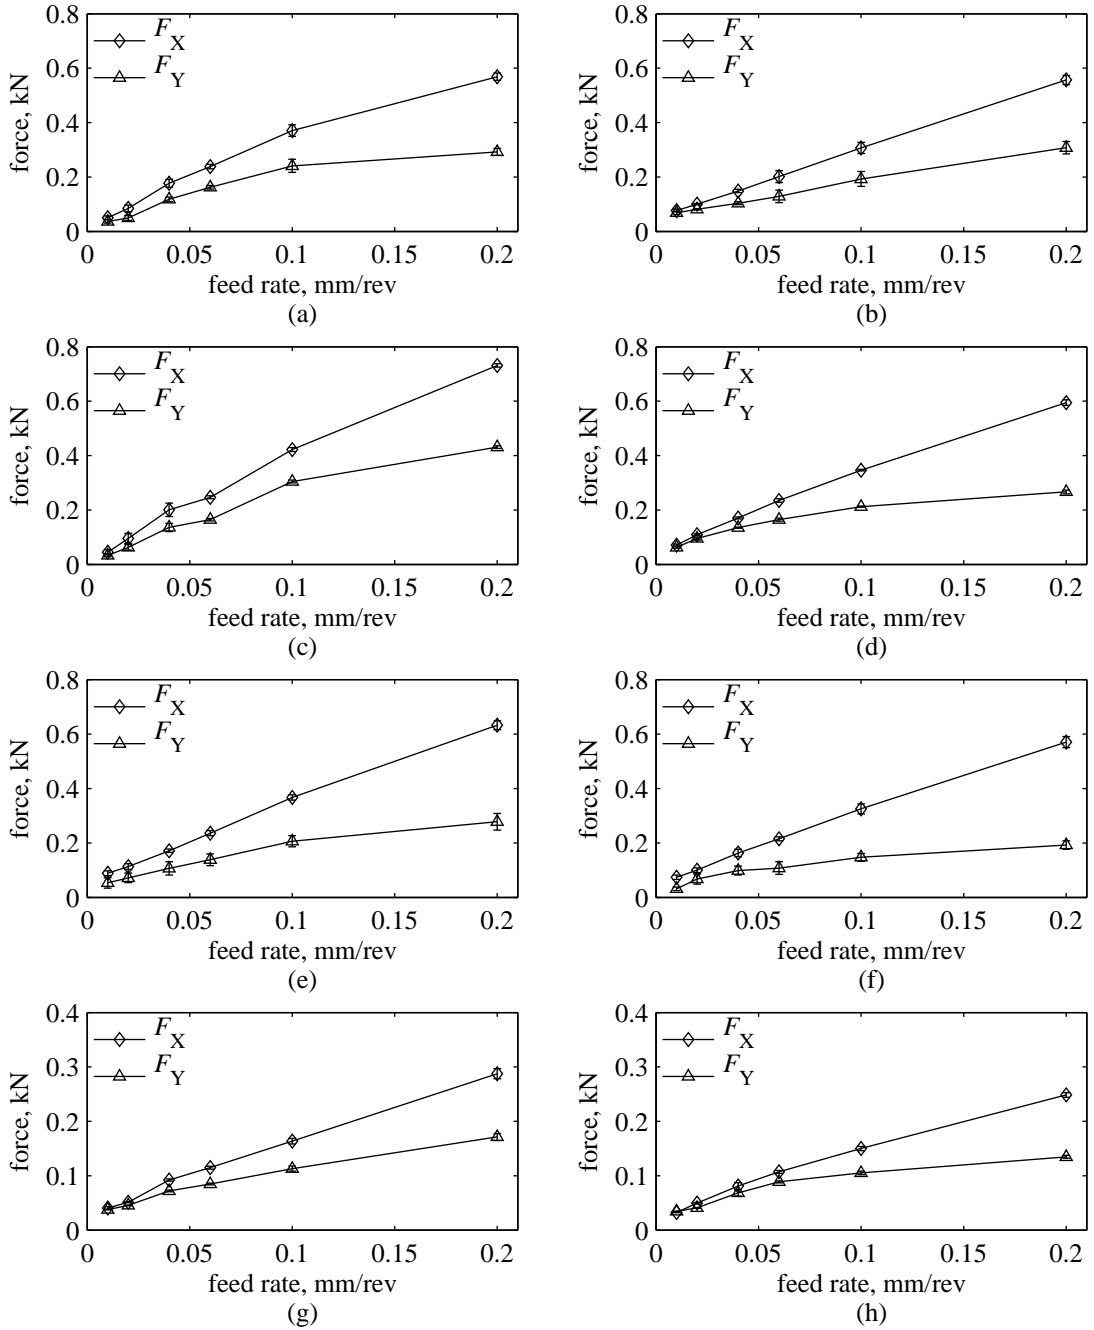 0.8
F_X
F_Y
0.6
0.4
0.2
0
force, kN
0 0.05 0.1 0.15 0.2
feed rate, mm/rev
(a)
0.8
F_X
F_Y
0.6
0.4
0.2
0
force, kN
0 0.05 0.1 0.15 0.2
feed rate, mm/rev
(b)
0.8
F_X
F_Y
0.6
0.4
0.2
0
force, kN
0 0.05 0.1 0.15 0.2
feed rate, mm/rev
(c)
0.8
F_X
F_Y
0.6
0.4
0.2
0
force, kN
0 0.05 0.1 0.15 0.2
feed rate, mm/rev
(d)
0.8
F_X
F_Y
0.6
0.4
0.2
0
force, kN
0 0.05 0.1 0.15 0.2
feed rate, mm/rev
(e)
0.8
F_X
F_Y
0.6
0.4
0.2
0
force, kN
0 0.05 0.1 0.15 0.2
feed rate, mm/rev
(f)
0.4
F_X
F_Y
0.3
0.2
0.1
0
force, kN
0 0.05 0.1 0.15 0.2
feed rate, mm/rev
(g)
0.4
F_X
F_Y
0.3
0.2
0.1
0
force, kN
0 0.05 0.1 0.15 0.2
feed rate, mm/rev
(h)